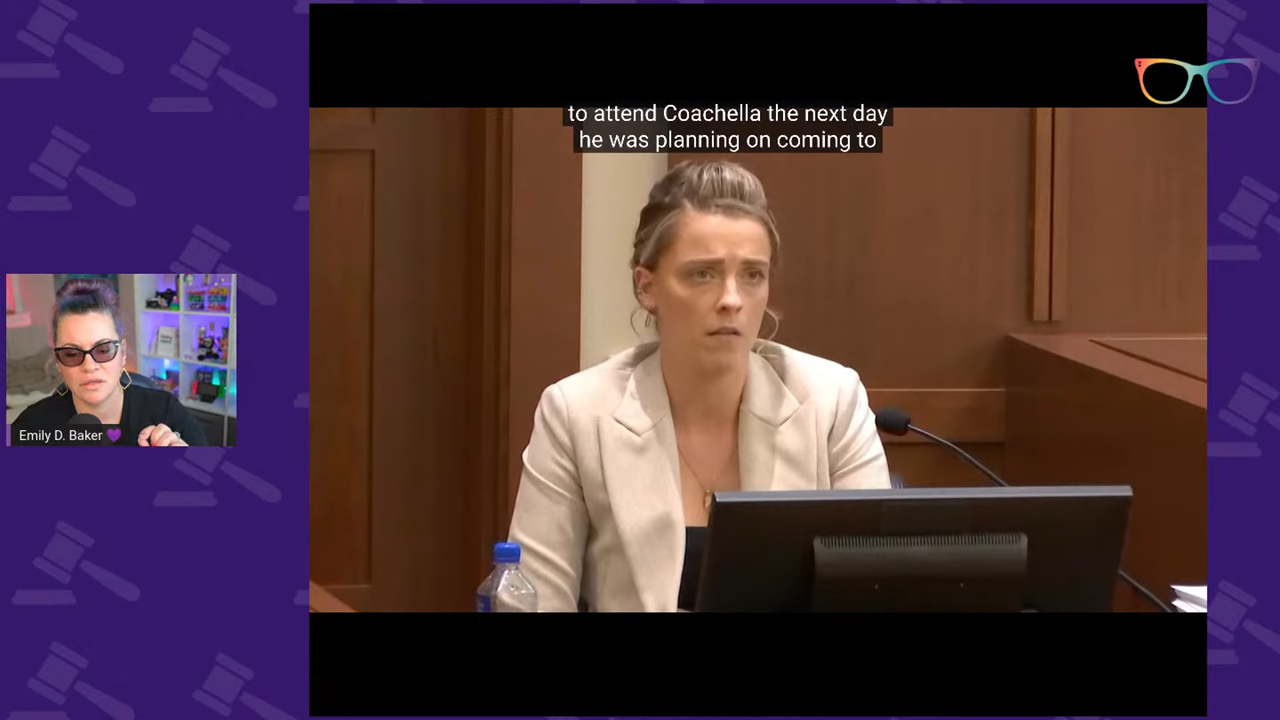 to attend Coachella the next day
he was planning on coming to
Emily D. Baker 💜